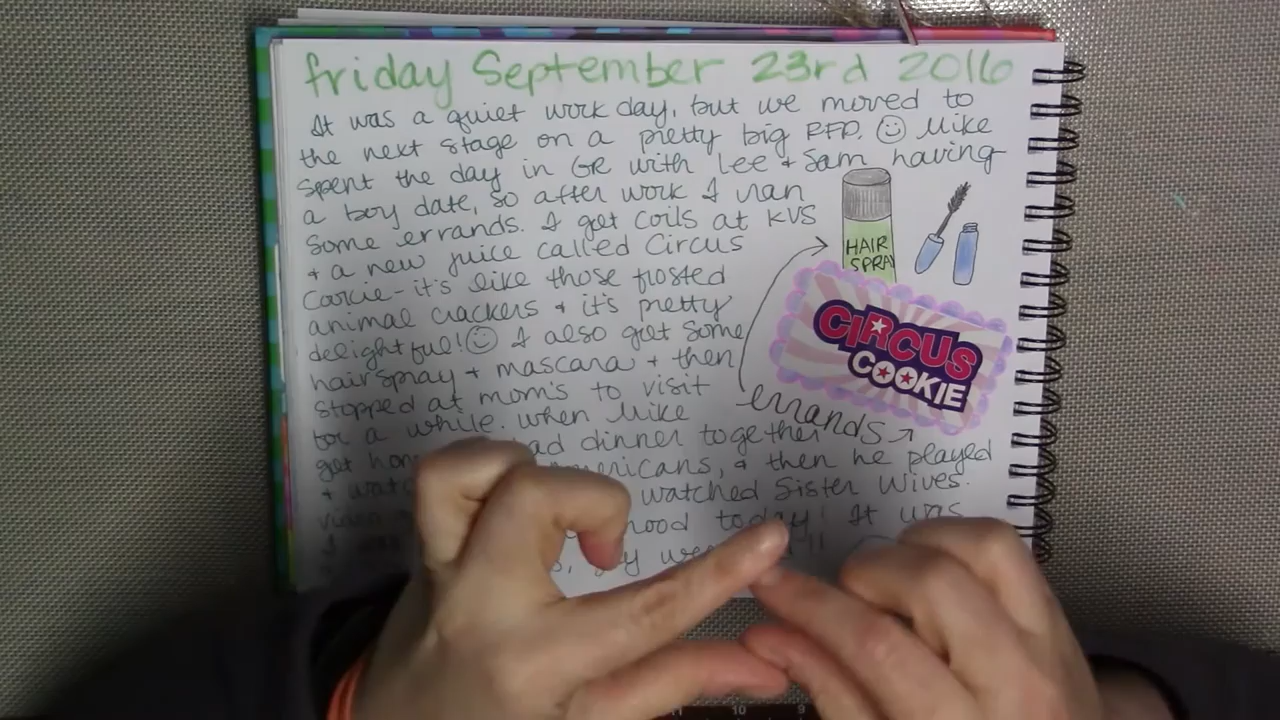 friday September 23rd 2016
It was a quiet work day, but we moved to
the next stage on a pretty big RFP. Mike
spent the day in GR with Lee + Sam having
a boy date, so after work I ran
some errands. I got coils at KVS
+ a new juice called Circus
Cookie - it's like those frosted
animal crackers + it's pretty
delightful! I also got some
hairspray + mascara + then
stopped at mom's to visit
for a while. When Mike
got dinner together
+ then he played
watched Sister Wives.
mood today! It was
HAIR
SPRAY
CIRCUS
COOKIE
errands
10
9